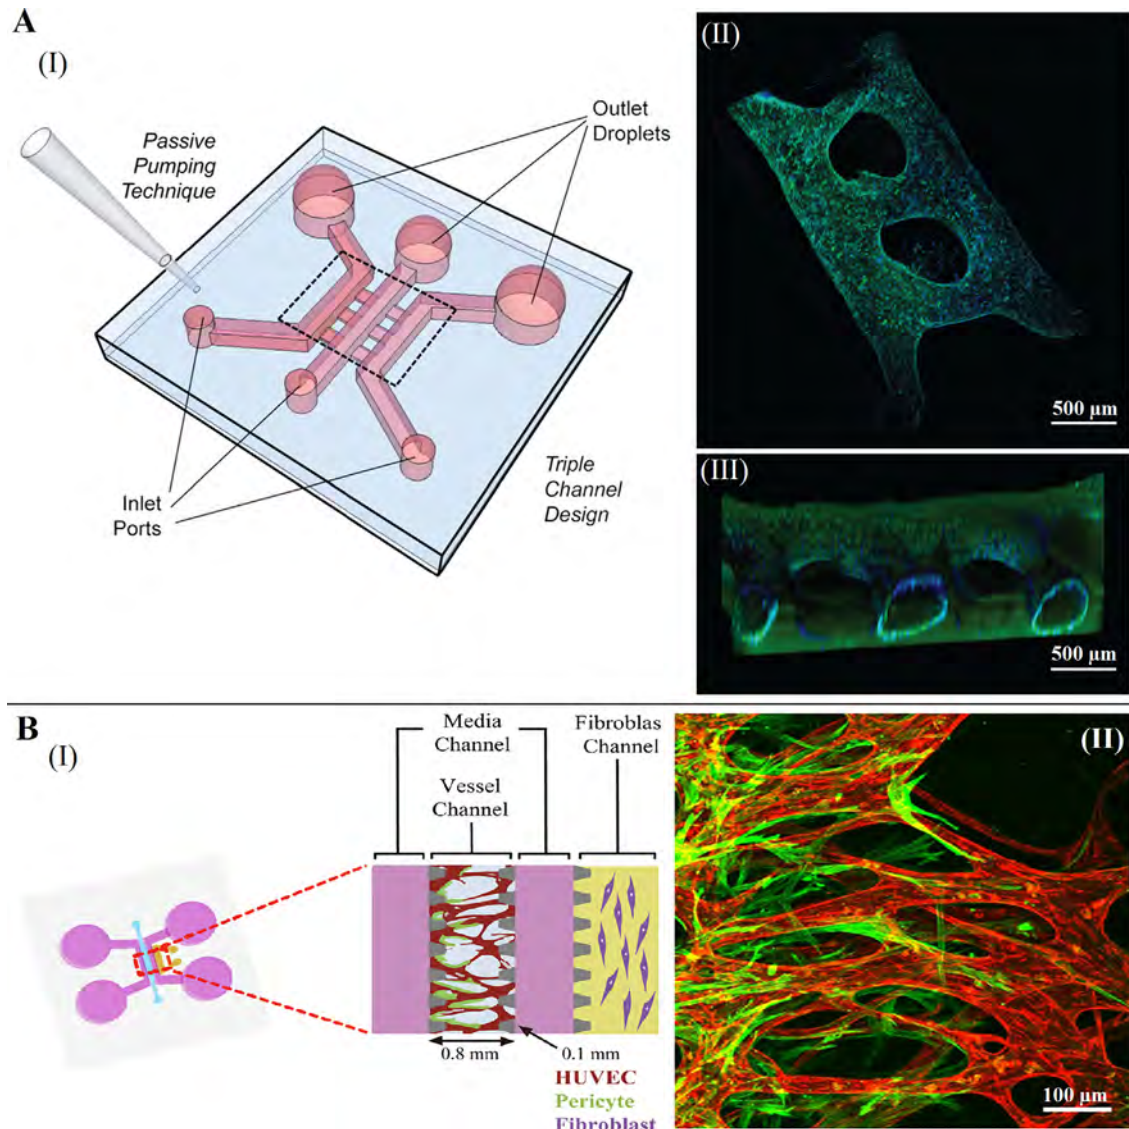 A
(I)
Passive
Pumping
Technique
Outlet
Droplets
Inlet
Ports
Triple
Channel
Design
(II)
500 µm
(III)
500 µm
B
(I)
Media
Channel
Fibroblas
Channel
Vessel
Channel
0.8 mm
0.1 mm
HUVEC
Pericyte
Fibroblast
(II)
100 µm